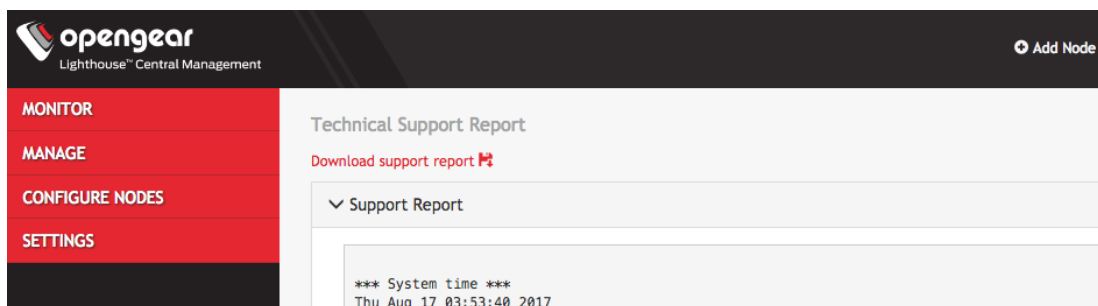 opengear
Lighthouse™ Central Management
Add Node
MONITOR
MANAGE
CONFIGURE NODES
SETTINGS
Technical Support Report
Download support report
Support Report
*** System time ***
Thu Aug 17 03:53:40 2017